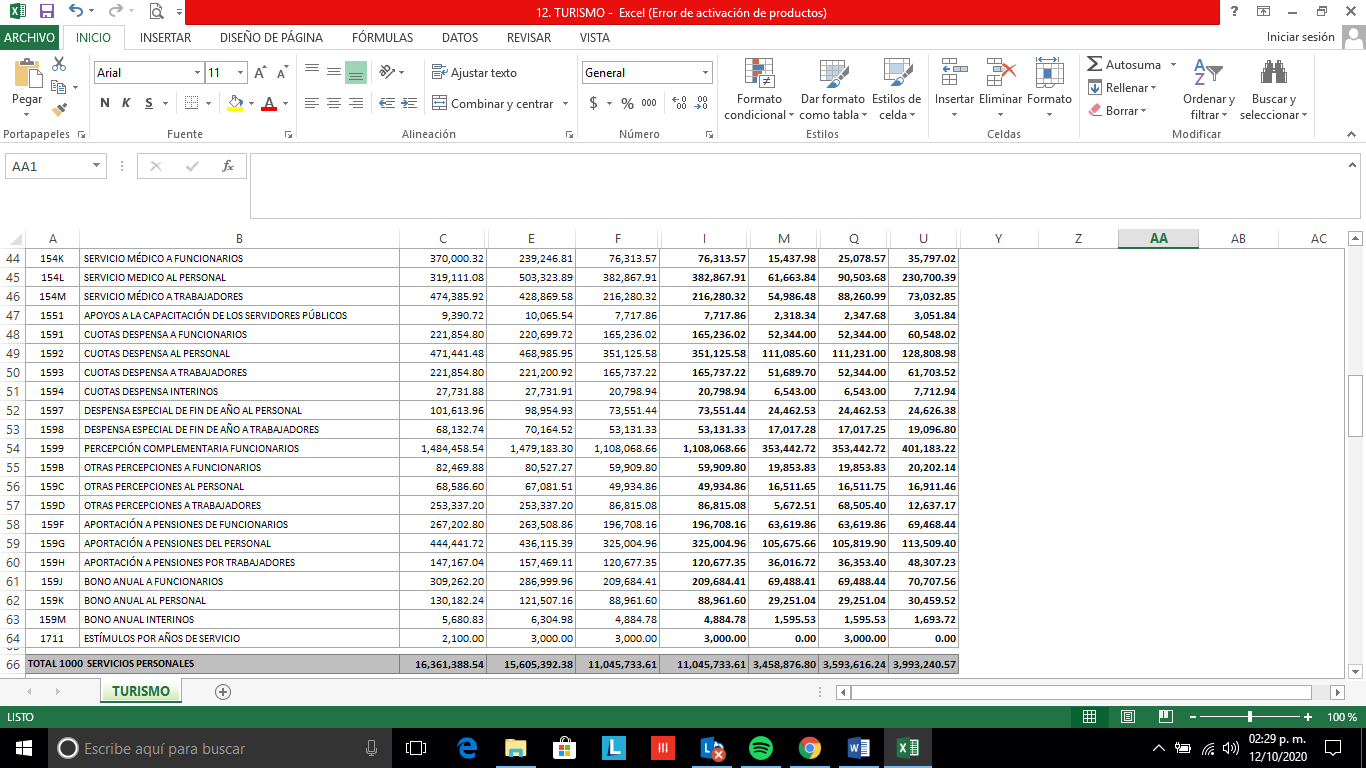 12. TURISMO - Excel (Error de activación de productos)
ARCHIVO INICIO INSERTAR DISEÑO DE PÁGINA FÓRMULAS DATOS REVISAR VISTA Iniciar sesión
Pegar
Portapapeles
Arial 11
N K S A
Fuente
Ajustar texto
Combinar y centrar
Alineación
General
$ % 000
Número
Formato condicional
Dar formato como tabla
Estilos de celda
Estilos
Insertar Eliminar Formato
Celdas
Autosuma
Rellenar
Borrar
Ordenar y filtrar
Buscar y seleccionar
Modificar
AA1 fx
A B C E F I M Q U Y Z AA AB AC
44 154K SERVICIO MÉDICO A FUNCIONARIOS 370,000.32 239,246.81 76,313.57 76,313.57 15,437.98 25,078.57 35,797.02
45 154L SERVICIO MEDICO AL PERSONAL 319,111.08 503,323.89 382,867.91 382,867.91 61,663.84 90,503.68 230,700.39
46 154M SERVICIO MÉDICO A TRABAJADORES 474,385.92 428,869.58 216,280.32 216,280.32 54,986.48 88,260.99 73,032.85
47 1551 APOYOS A LA CAPACITACIÓN DE LOS SERVIDORES PÚBLICOS 9,390.72 10,065.54 7,717.86 7,717.86 2,318.34 2,347.68 3,051.84
48 1591 CUOTAS DESPENSA A FUNCIONARIOS 221,854.80 220,699.72 165,236.02 165,236.02 52,344.00 52,344.00 60,548.02
49 1592 CUOTAS DESPENSA AL PERSONAL 471,441.48 468,985.95 351,125.58 351,125.58 111,085.60 111,231.00 128,808.98
50 1593 CUOTAS DESPENSA A TRABAJADORES 221,854.80 221,200.92 165,737.22 165,737.22 51,689.70 52,344.00 61,703.52
51 1594 CUOTAS DESPENSA INTERINOS 27,731.88 27,731.91 20,798.94 20,798.94 6,543.00 6,543.00 7,712.94
52 1597 DESPENSA ESPECIAL DE FIN DE AÑO AL PERSONAL 101,613.96 98,954.93 73,551.44 73,551.44 24,462.53 24,462.53 24,626.38
53 1598 DESPENSA ESPECIAL DE FIN DE AÑO A TRABAJADORES 68,132.74 70,164.52 53,131.33 53,131.33 17,017.28 17,017.25 19,096.80
54 1599 PERCEPCIÓN COMPLEMENTARIA FUNCIONARIOS 1,484,458.54 1,479,183.30 1,108,068.66 1,108,068.66 353,442.72 353,442.72 401,183.22
55 159B OTRAS PERCEPCIONES A FUNCIONARIOS 82,469.88 80,527.27 59,909.80 59,909.80 19,853.83 19,853.83 20,202.14
56 159C OTRAS PERCEPCIONES AL PERSONAL 68,586.60 67,081.51 49,934.86 49,934.86 16,511.65 16,511.75 16,911.46
57 159D OTRAS PERCEPCIONES A TRABAJADORES 253,337.20 253,337.20 86,815.08 86,815.08 5,672.51 68,505.40 12,637.17
58 159F APORTACIÓN A PENSIONES DE FUNCIONARIOS 267,202.80 263,508.86 196,708.16 196,708.16 63,619.86 63,619.86 69,468.44
59 159G APORTACIÓN A PENSIONES DEL PERSONAL 444,441.72 436,115.39 325,004.96 325,004.96 105,675.66 105,819.90 113,509.40
60 159H APORTACIÓN A PENSIONES POR TRABAJADORES 147,167.04 157,469.11 120,677.35 120,677.35 36,016.72 36,353.40 48,307.23
61 159J BONO ANUAL A FUNCIONARIOS 309,262.20 286,999.96 209,684.41 209,684.41 69,488.41 69,488.44 70,707.56
62 159K BONO ANUAL AL PERSONAL 130,182.24 121,507.16 88,961.60 88,961.60 29,251.04 29,251.04 30,459.52
63 159M BONO ANUAL INTERINOS 5,680.83 6,304.98 4,884.78 4,884.78 1,595.53 1,595.53 1,693.72
64 1711 ESTÍMULOS POR AÑOS DE SERVICIO 2,100.00 3,000.00 3,000.00 3,000.00 0.00 3,000.00 0.00
66 TOTAL 1000 SERVICIOS PERSONALES 16,361,388.54 15,605,392.38 11,045,733.61 11,045,733.61 3,458,876.80 3,593,616.24 3,993,240.57
TURISMO
LISTO 100 %
Escribe aquí para buscar
02:29 p. m.
12/10/2020